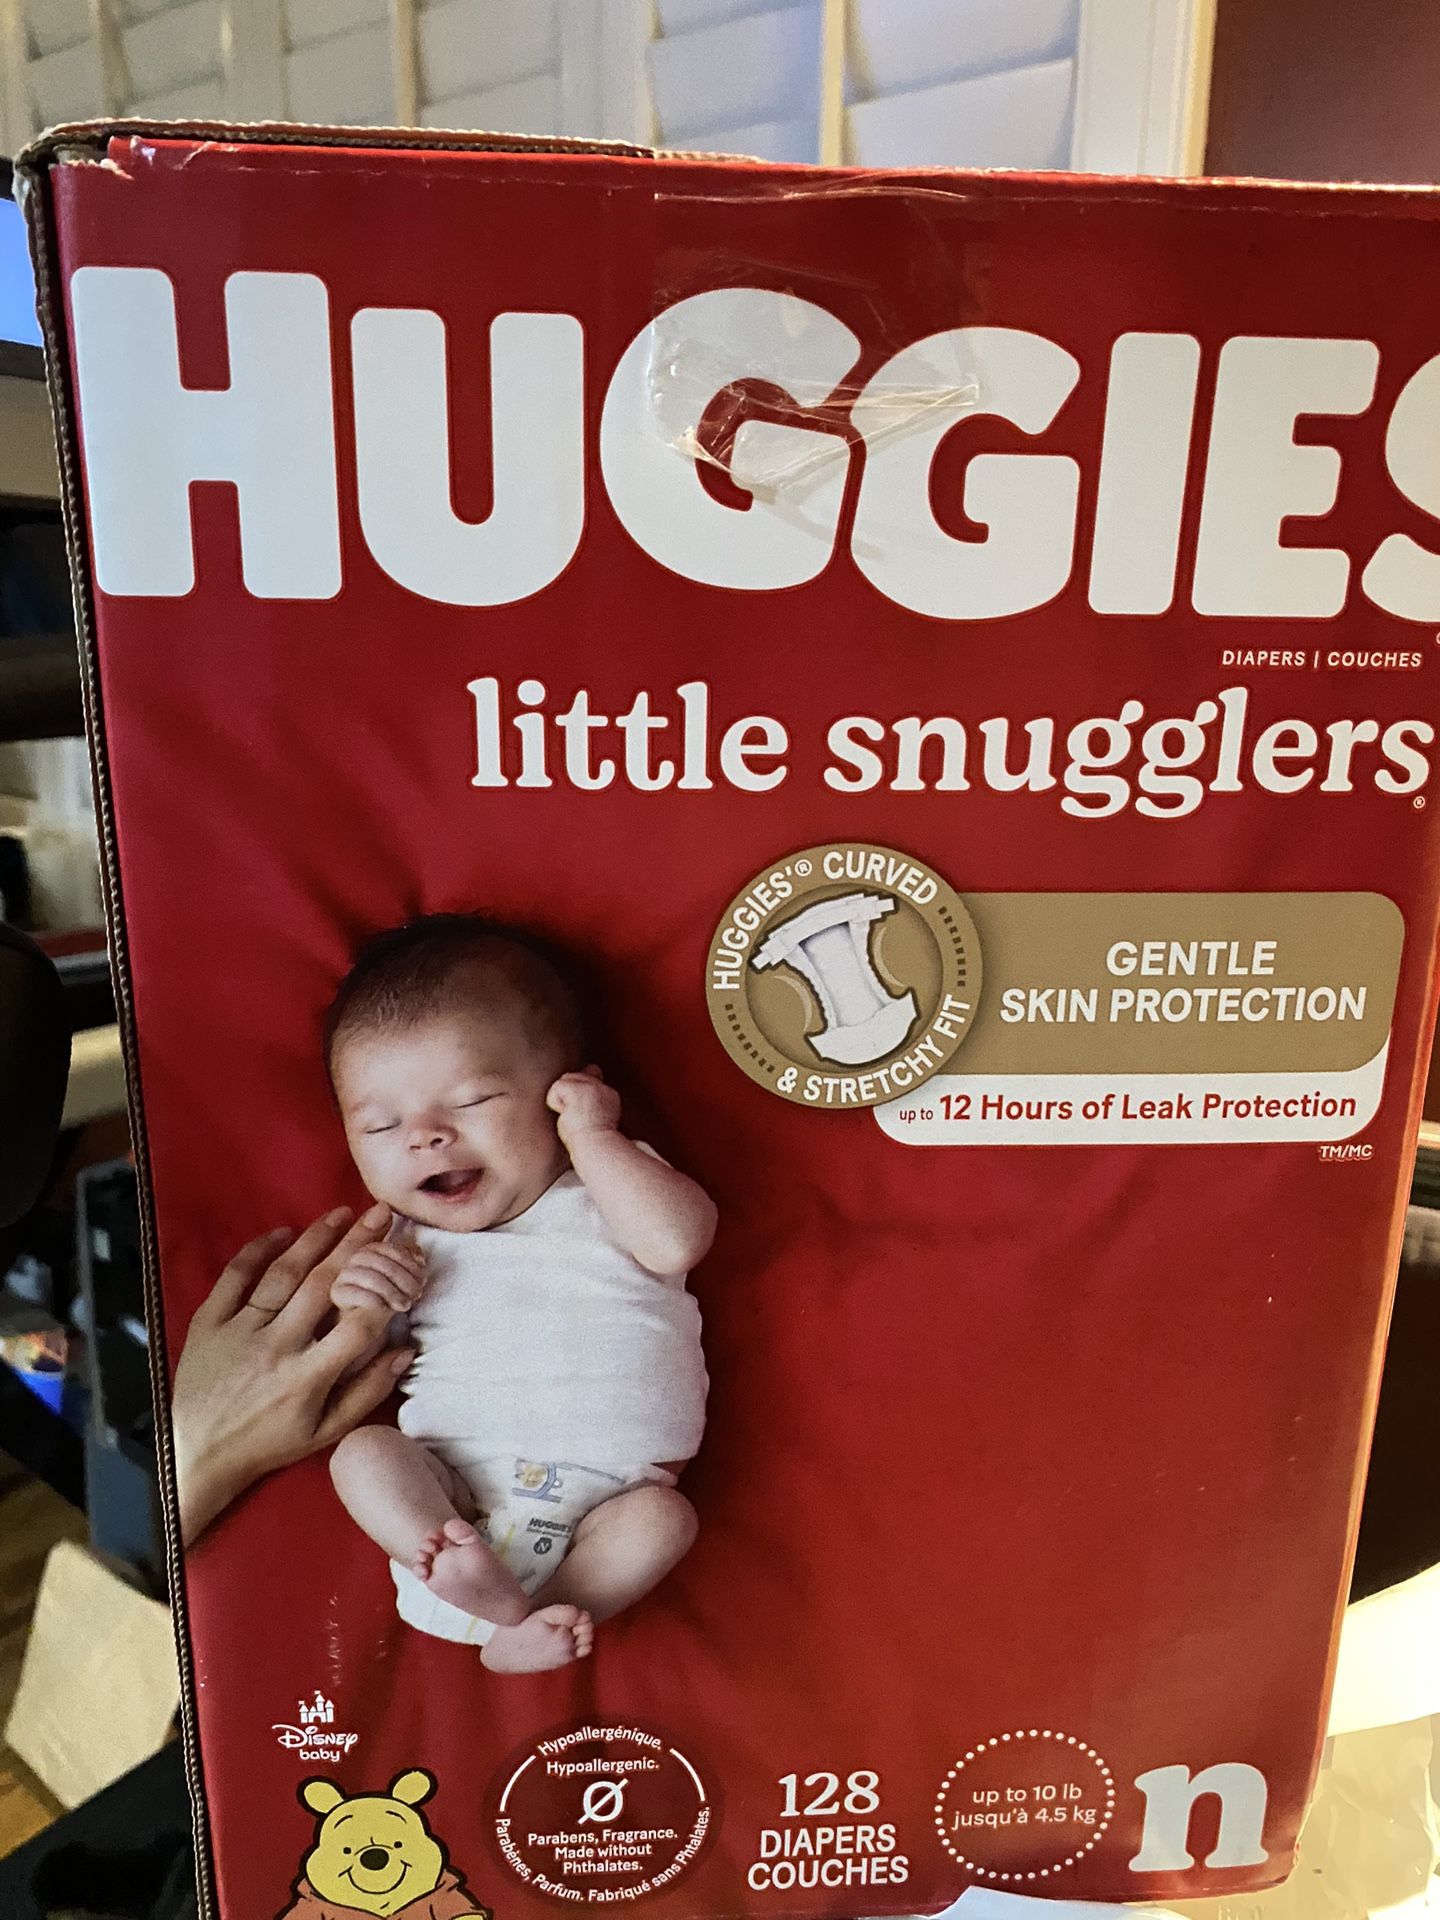 HUGGIES
DIAPERS | COUCHES
little snugglers®
HUGGIES'® CURVED
& STRETCHY FIT
GENTLE
SKIN PROTECTION
up to 12 Hours of Leak Protection
TM/MC
HUGGIES
N
Disney
baby
Hypoallergénique.
Hypoallergenic.
Parabens, Fragrance.
Made without
Phthalates.
Parabènes, Parfum. Fabriqué sans Phtalates.
128
DIAPERS
COUCHES
up to 10 lb
jusqu'à 4.5 kg
n